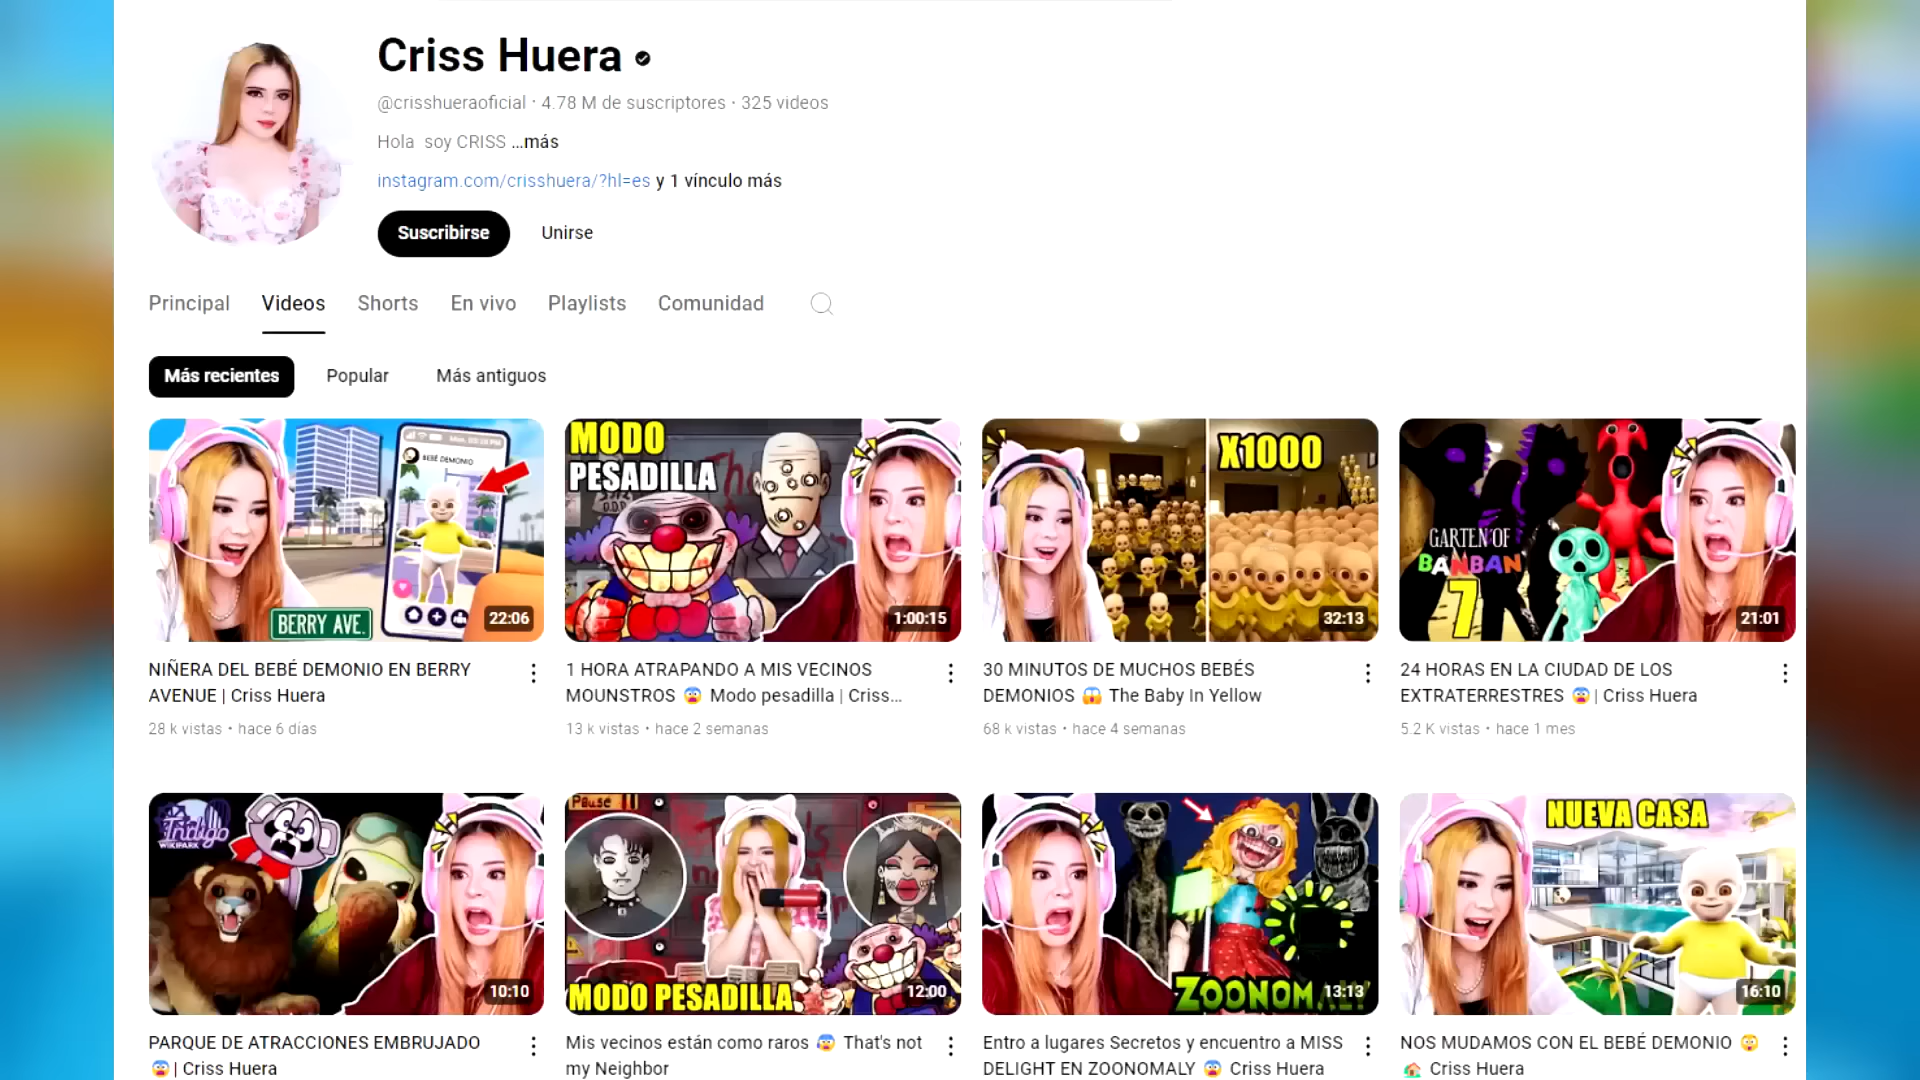 Criss Huera
@crisshueraoficial · 4.78 M de suscriptores · 325 videos
Hola soy CRISS ...más
instagram.com/crisshuera/?hl=es y 1 vínculo más
Suscribirse
Unirse
Principal
Videos
Shorts
En vivo
Playlists
Comunidad
Más recientes
Popular
Más antiguos
BEBÉ DEMONIO
BERRY AVE.
22:06
MODO
PESADILLA
1:00:15
X1000
32:13
GARTEN OF
BANBAN
7
21:01
NIÑERA DEL BEBÉ DEMONIO EN BERRY
AVENUE | Criss Huera
28 k vistas · hace 6 días
1 HORA ATRAPANDO A MIS VECINOS
MOUNSTROS 😨 Modo pesadilla | Criss...
13 k vistas · hace 2 semanas
30 MINUTOS DE MUCHOS BEBÉS
DEMONIOS 😱 The Baby In Yellow
68 k vistas · hace 4 semanas
24 HORAS EN LA CIUDAD DE LOS
EXTRATERRESTRES 😨 | Criss Huera
5.2 K vistas · hace 1 mes
Indigo
10:10
Pause
MODO PESADILLA
12:00
ZOONOMALY
13:13
NUEVA CASA
16:10
PARQUE DE ATRACCIONES EMBRUJADO
😨 | Criss Huera
Mis vecinos están como raros 😰 That's not
my Neighbor
Entro a lugares Secretos y encuentro a MISS
DELIGHT EN ZOONOMALY 😨 Criss Huera
NOS MUDAMOS CON EL BEBÉ DEMONIO 😳
🏠 Criss Huera